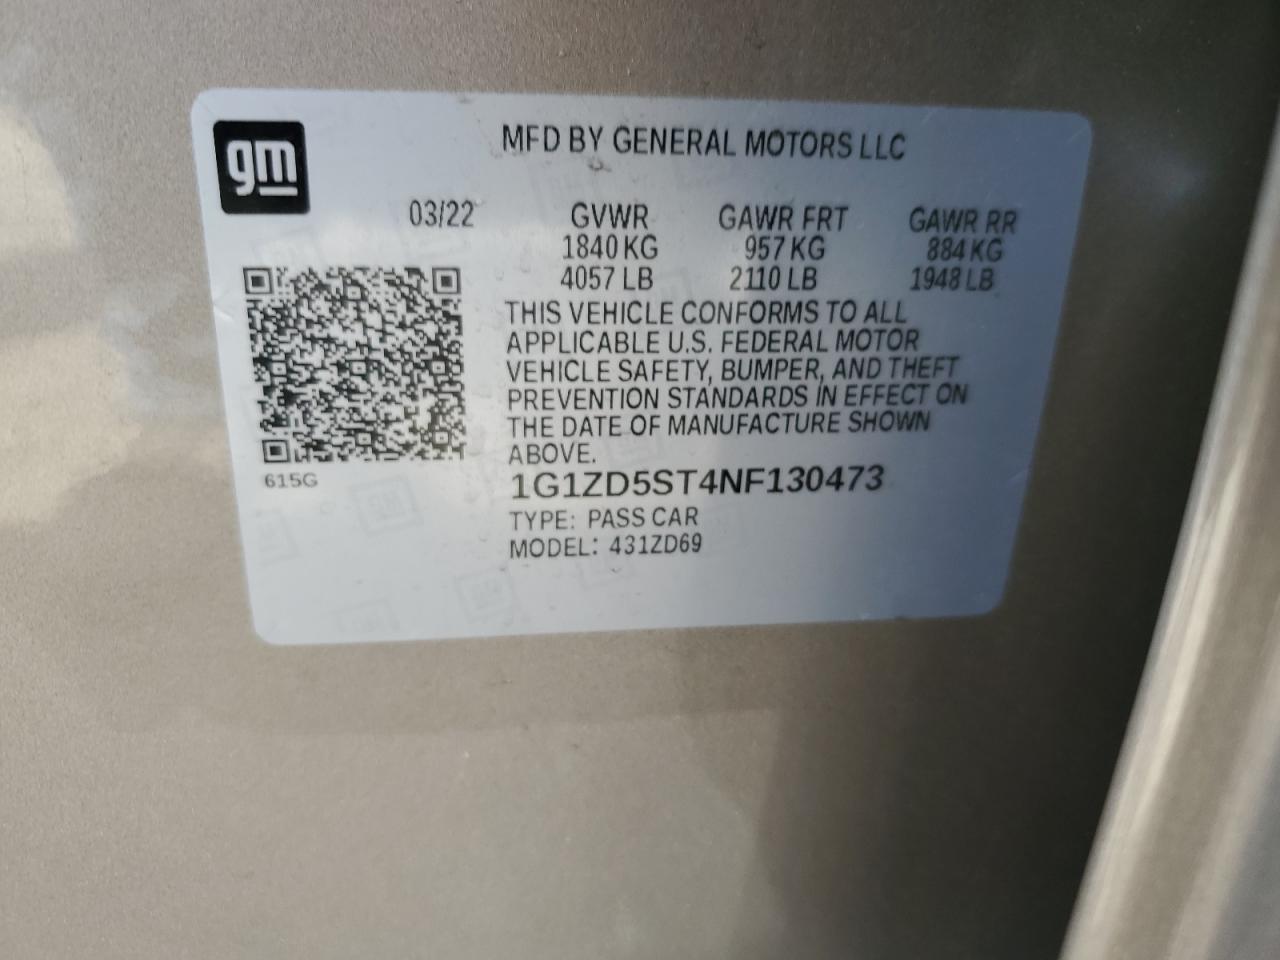 gm
MFD BY GENERAL MOTORS LLC
03/22 GVWR GAWR FRT GAWR RR
1840 KG 957 KG 884 KG
4057 LB 2110 LB 1948 LB
THIS VEHICLE CONFORMS TO ALL
APPLICABLE U.S. FEDERAL MOTOR
VEHICLE SAFETY, BUMPER, AND THEFT
PREVENTION STANDARDS IN EFFECT ON
THE DATE OF MANUFACTURE SHOWN
ABOVE.
615G
1G1ZD5ST4NF130473
TYPE: PASS CAR
MODEL: 431ZD69